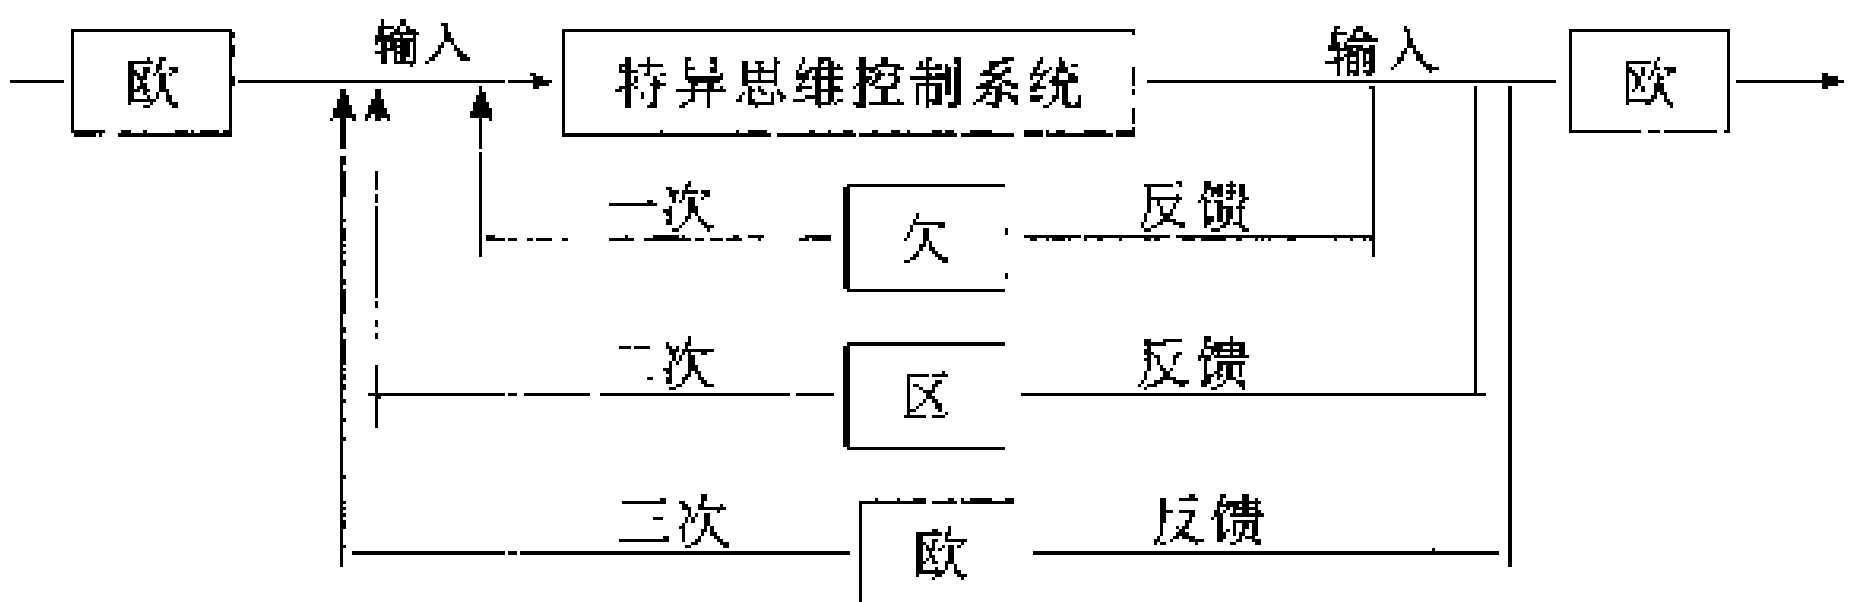 输入 输入
欧 特异思维控制系统 欧
一次 反馈
欠
二次 反馈
区
三次 反馈
欧